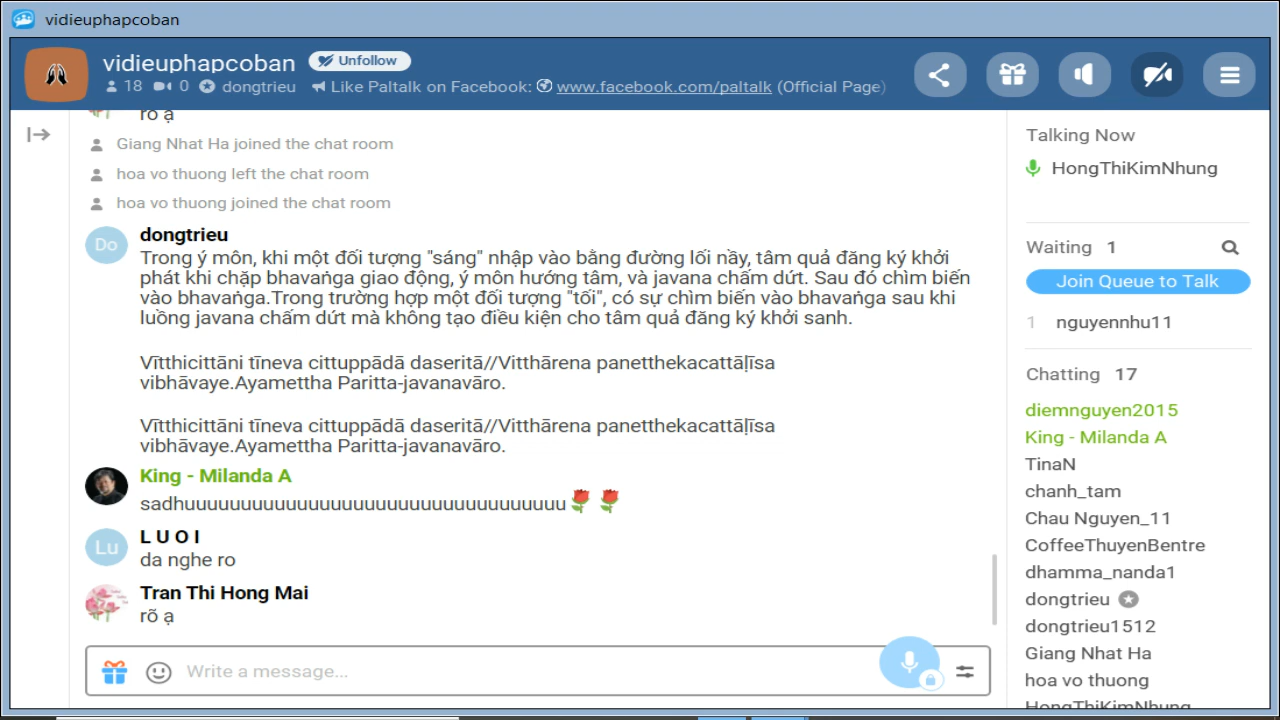 vidieuphapcoban
vidieuphapcoban Unfollow
18 0 dongtrieu Like Paltalk on Facebook: www.facebook.com/paltalk (Official Page)
rõ ạ
Giang Nhat Ha joined the chat room
hoa vo thuong left the chat room
hoa vo thuong joined the chat room
Do dongtrieu
Trong ý môn, khi một đối tượng "sáng" nhập vào bằng đường lối nầy, tâm quả đăng ký khởi
phát khi chặp bhavaṅga giao động, ý môn hướng tâm, và javana chấm dứt. Sau đó chìm biến
vào bhavaṅga.Trong trường hợp một đối tượng "tối", có sự chìm biến vào bhavaṅga sau khi
luồng javana chấm dứt mà không tạo điều kiện cho tâm quả đăng ký khởi sanh.
Vītthicittāni tīneva cittuppādā daseritā//Vitthārena panetthekacattāḷīsa
vibhāvaye.Ayamettha Paritta-javanavāro.
Vītthicittāni tīneva cittuppādā daseritā//Vitthārena panetthekacattāḷīsa
vibhāvaye.Ayamettha Paritta-javanavāro.
King - Milanda A
sadhuuuuuuuuuuuuuuuuuuuuuuuuuuuuuuuuuu
Lu L U O I
da nghe ro
Tran Thi Hong Mai
rõ ạ
Write a message...
Talking Now
HongThiKimNhung
Waiting 1
Join Queue to Talk
1 nguyennhu11
Chatting 17
diemnguyen2015
King - Milanda A
TinaN
chanh_tam
Chau Nguyen_11
CoffeeThuyenBentre
dhamma_nanda1
dongtrieu
dongtrieu1512
Giang Nhat Ha
hoa vo thuong
HongThiKimNhung